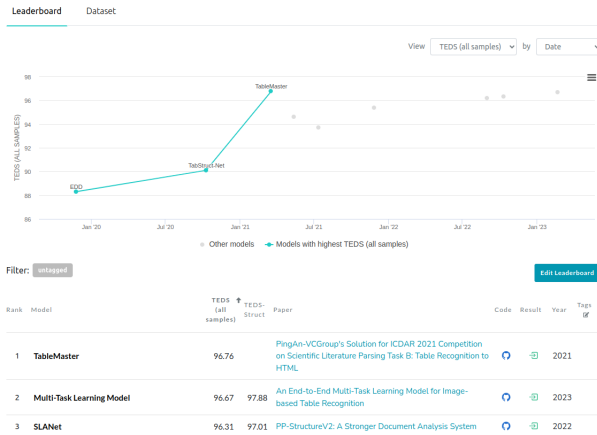 Leaderboard Dataset
View TEDS (all samples) by Date
98
96
94
92
90
88
86
TEDS (ALL SAMPLES)
TableMaster
TabStruct-Net
EDD
Jan '20 Jul '20 Jan '21 Jul '21 Jan '22 Jul '22 Jan '23
Other models Models with highest TEDS (all samples)
Filter: untagged
Edit Leaderboard
Rank Model TEDS (all samples) TEDS-Struct Paper Code Result Year Tags
1 TableMaster 96.76 PingAn-VCGroup's Solution for ICDAR 2021 Competition
on Scientific Literature Parsing Task B: Table Recognition to
HTML 2021
2 Multi-Task Learning Model 96.67 97.88 An End-to-End Multi-Task Learning Model for Image-
based Table Recognition 2023
3 SLANet 96.31 97.01 PP-StructureV2: A Stronger Document Analysis System 2022